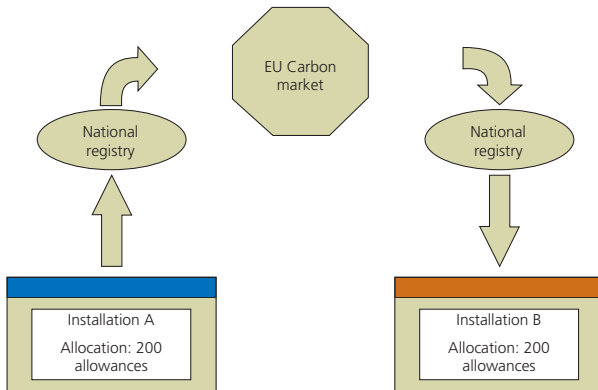 EU Carbon
market
National
registry
National
registry
Installation A
Allocation: 200
allowances
Installation B
Allocation: 200
allowances